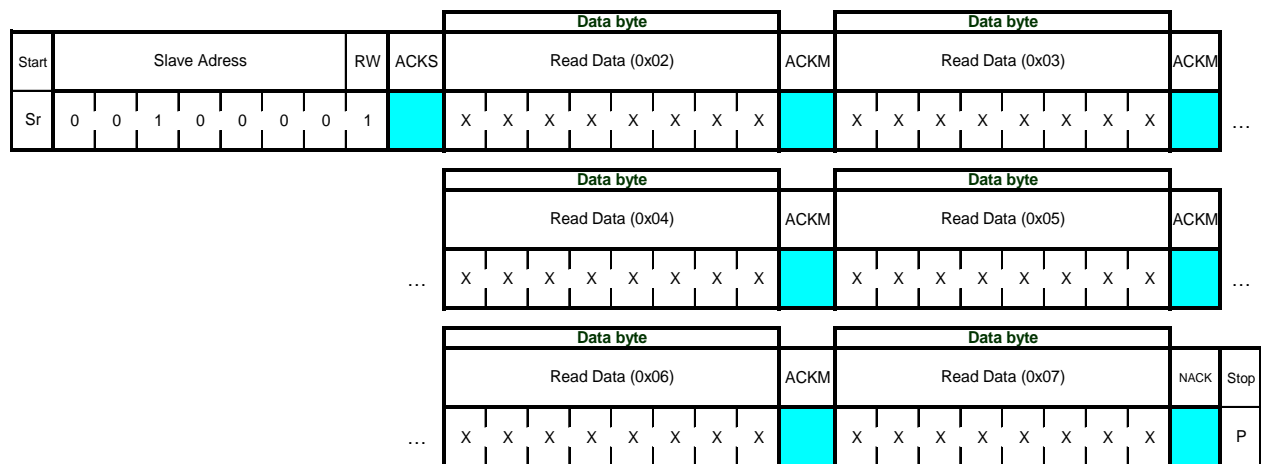 Data byte Data byte
Start Slave Adress RW ACKS Read Data (0x02) ACKM Read Data (0x03) ACKM
Sr 0 0 1 0 0 0 0 1 X X X X X X X X X X X X X X X X …
Data byte Data byte
Read Data (0x04) ACKM Read Data (0x05) ACKM
… X X X X X X X X X X X X X X X X …
Data byte Data byte
Read Data (0x06) ACKM Read Data (0x07) NACK Stop
… X X X X X X X X X X X X X X X X P